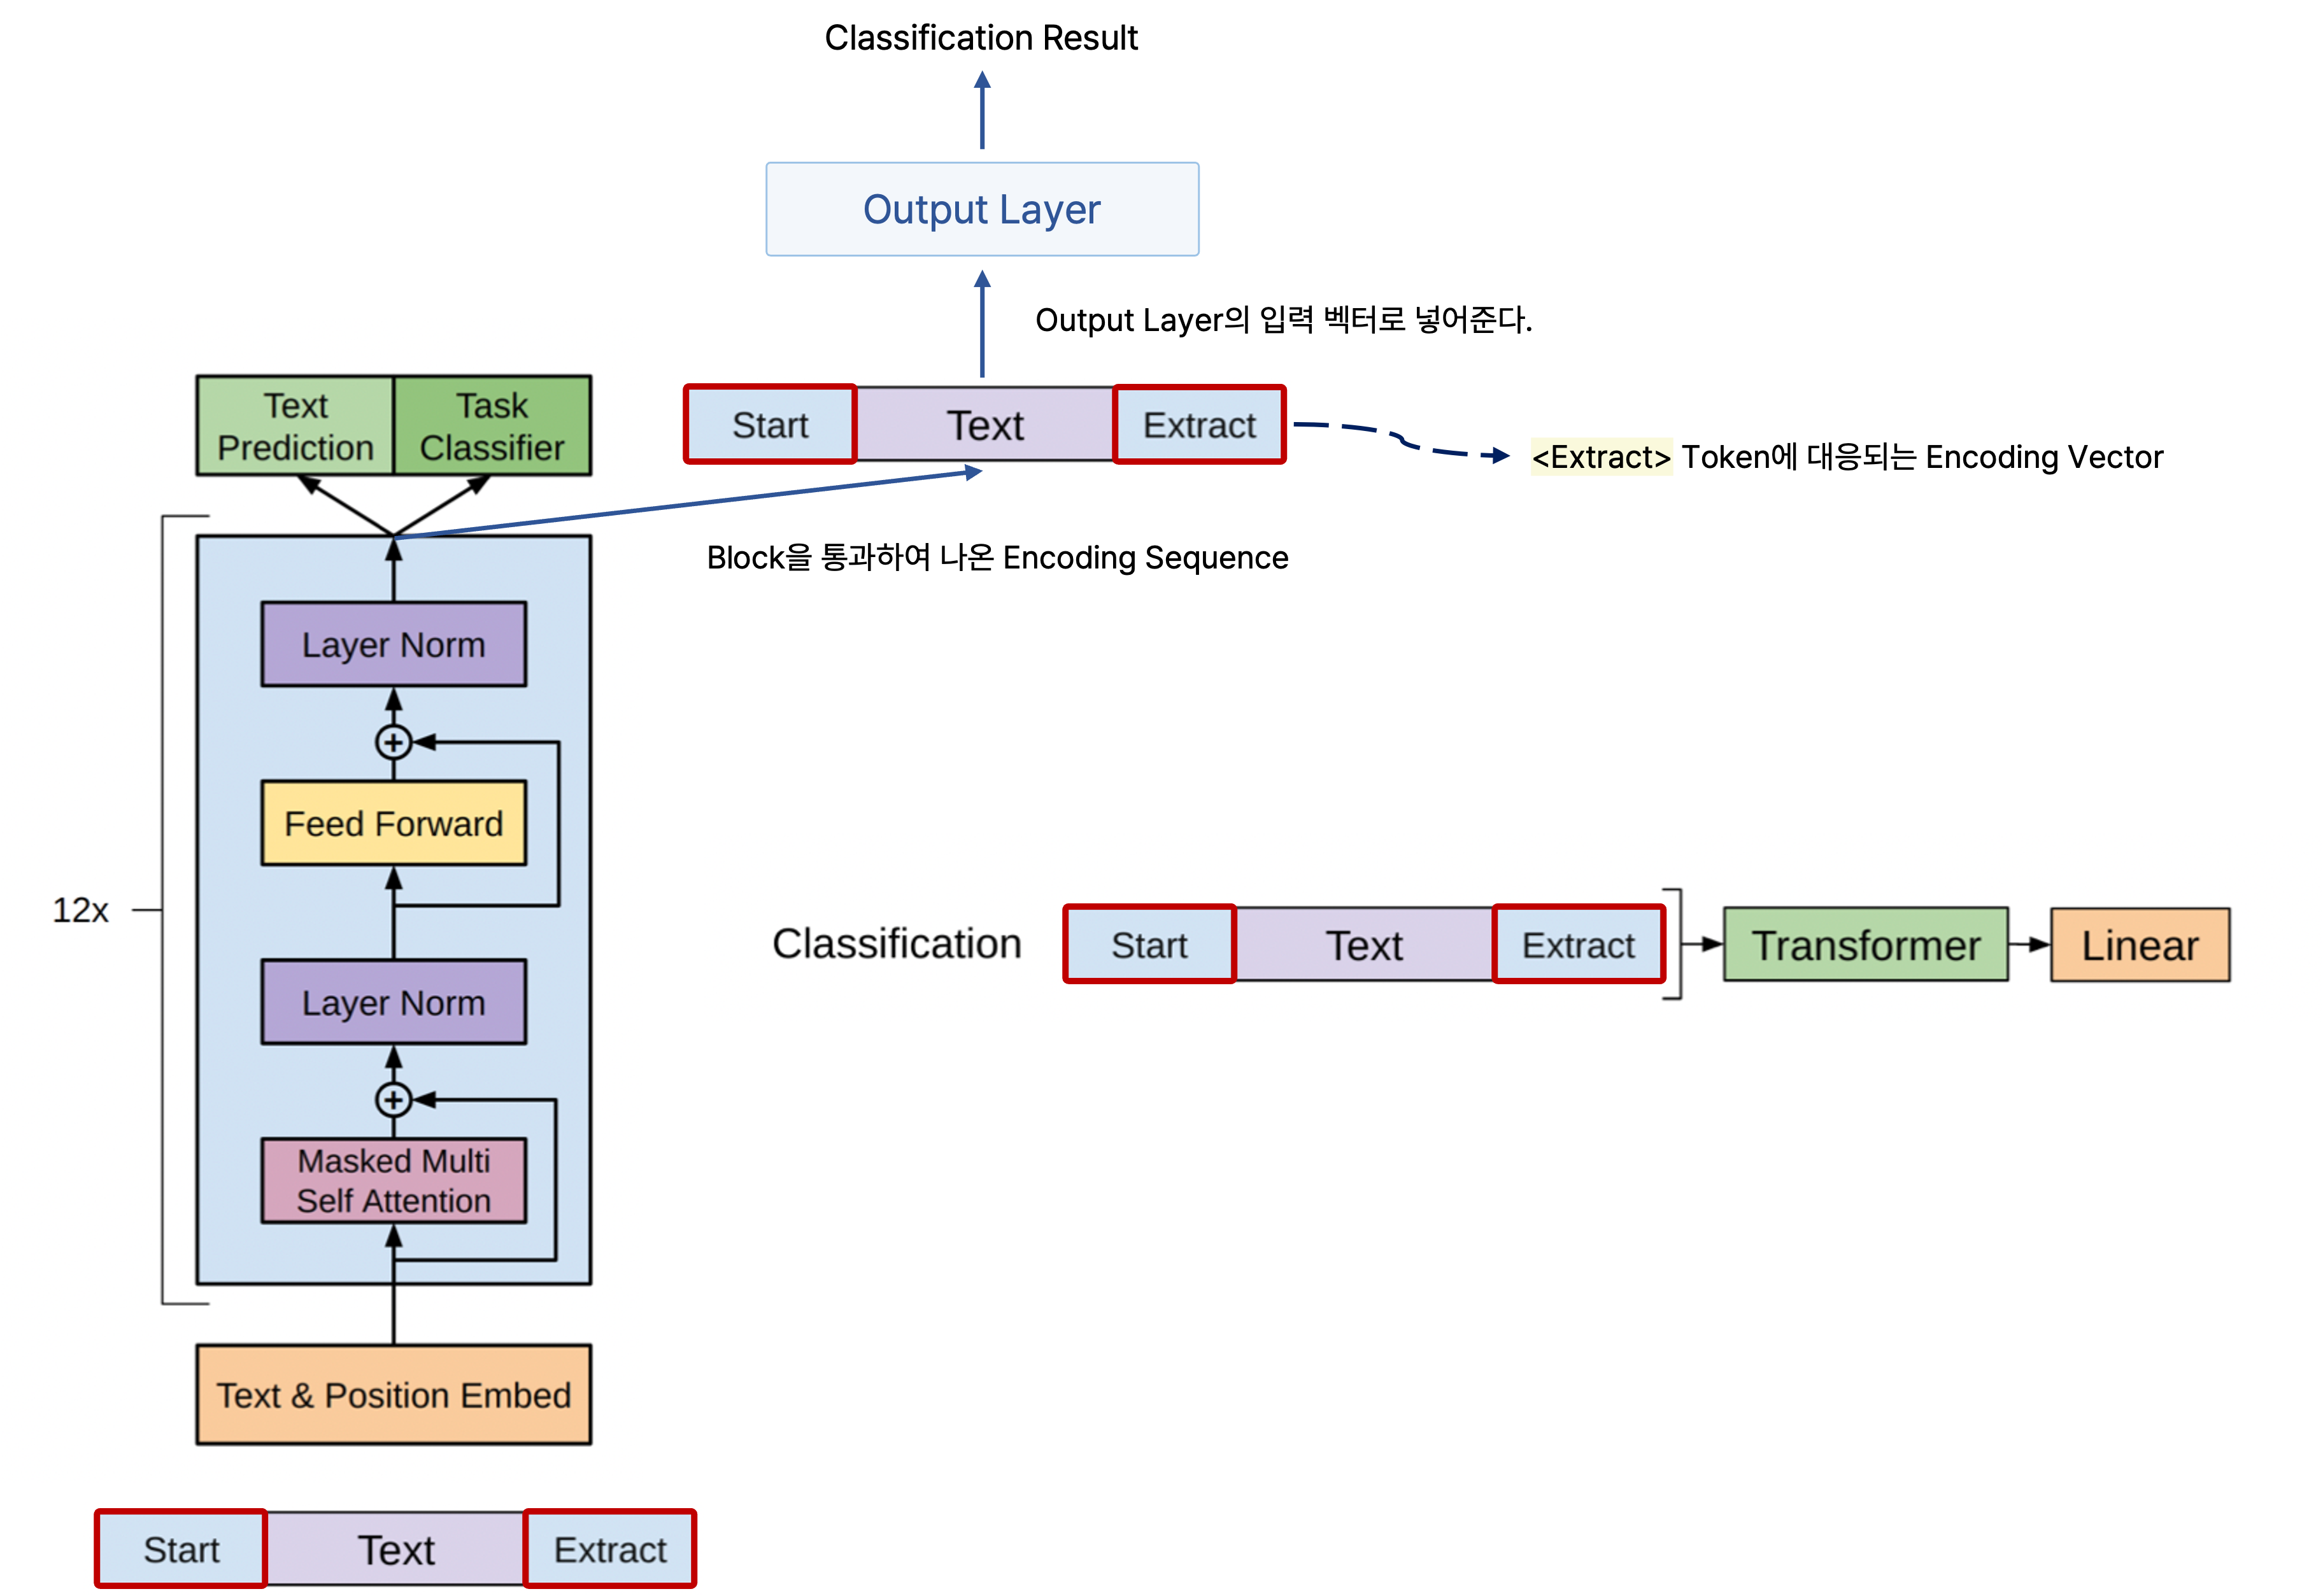 Classification Result
Output Layer
Output Layer의 입력 벡터로 넣어준다.
Text
Prediction
Task
Classifier
Start Text Extract
<Extract> Token에 대응되는 Encoding Vector
Block을 통과하여 나온 Encoding Sequence
Layer Norm
Feed Forward
12x
Layer Norm
Masked Multi
Self Attention
Text & Position Embed
Start Text Extract
Classification Start Text Extract Transformer Linear